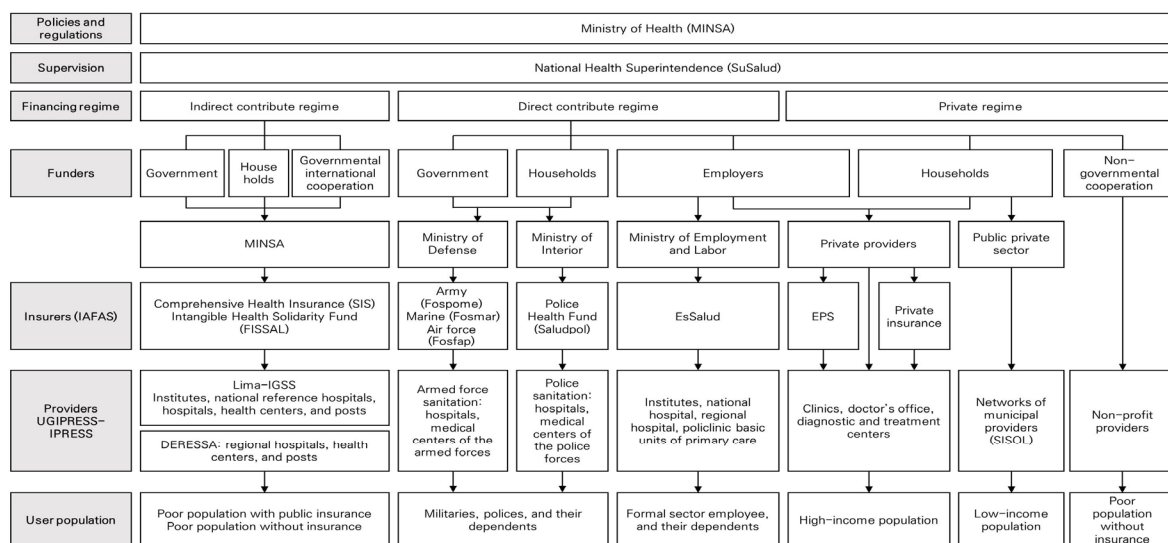 Policies and
regulations
Ministry of Health (MINSA)
Supervision
National Health Superintendence (SuSalud)
Financing regime
Indirect contribute regime
Direct contribute regime
Private regime
Funders
Government
House
holds
Governmental
international
cooperation
Government
Households
Employers
Households
Non-
governmental
cooperation
MINSA
Ministry of
Defense
Ministry of
Interior
Ministry of Employment
and Labor
Private providers
Public private
sector
Insurers (IAFAS)
Comprehensive Health Insurance (SIS)
Intangible Health Solidarity Fund
(FISSAL)
Army
(Fospome)
Marine (Fosmar)
Air force
(Fosfap)
Police
Health Fund
(Saludpol)
EsSalud
EPS
Private
insurance
Providers
UGIPRESS-
IPRESS
Lima-IGSS
Institutes, national reference hospitals,
hospitals, health centers, and posts
DERESSA: regional hospitals, health
centers, and posts
Armed force
sanitation:
hospitals,
medical
centers of the
armed forces
Police
sanitation:
hospitals,
medical
centers of
the police
forces
Institutes, national
hospital, regional
hospital, policlinic basic
units of primary care
Clinics, doctor's office,
diagnostic and treatment
centers
Networks of
municipal
providers
(SISOL)
Non-profit
providers
User population
Poor population with public insurance
Poor population without insurance
Militaries, polices, and their
dependents
Formal sector employee,
and their dependents
High-income population
Low-income
population
Poor
population
without
insurance